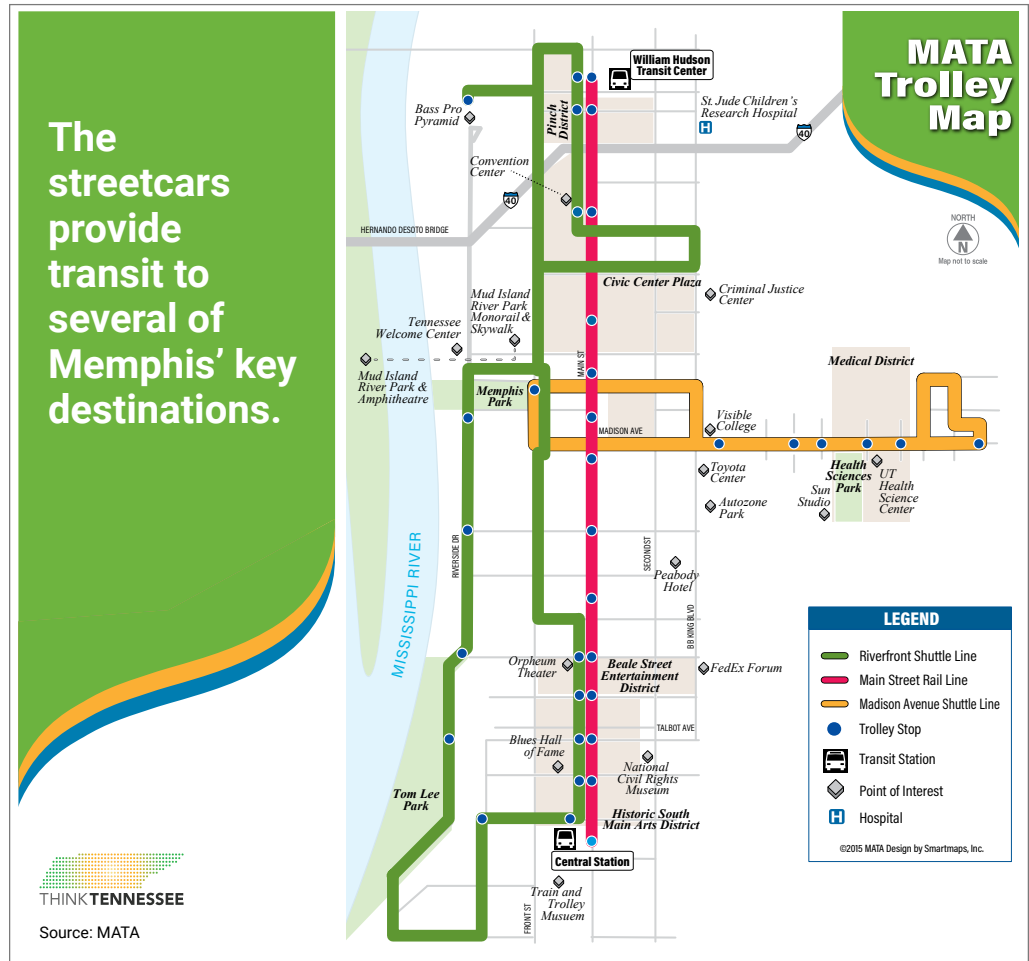 The
streetcars
provide
transit to
several of
Memphis’ key
destinations.
THINKTENNESSEE
Source: MATA
MATA
Trolley
Map
William Hudson
Transit Center
St. Jude Children's
Research Hospital
H
40
Bass Pro
Pyramid
Pinch
District
Convention
Center
40
HERNANDO DESOTO BRIDGE
NORTH
N
Map not to scale
Civic Center Plaza
Criminal Justice
Center
Mud Island
River Park
Monorail &
Skywalk
Tennessee
Welcome Center
Mud Island
River Park &
Amphitheatre
MAIN ST
Medical District
Memphis
Park
MADISON AVE
Visible
College
Toyota
Center
Autozone
Park
Health
Sciences
Park
UT
Health
Science
Center
Sun
Studio
MISSISSIPPI RIVER
RIVERSIDE DR
SECOND ST
Peabody
Hotel
BB KING BLVD
Orpheum
Theater
Beale Street
Entertainment
District
FedEx Forum
TALBOT AVE
Blues Hall
of Fame
National
Civil Rights
Museum
Tom Lee
Park
Historic South
Main Arts District
Central Station
Train and
Trolley
Musuem
FRONT ST
LEGEND
Riverfront Shuttle Line
Main Street Rail Line
Madison Avenue Shuttle Line
Trolley Stop
Transit Station
Point of Interest
H
Hospital
©2015 MATA Design by Smartmaps, Inc.